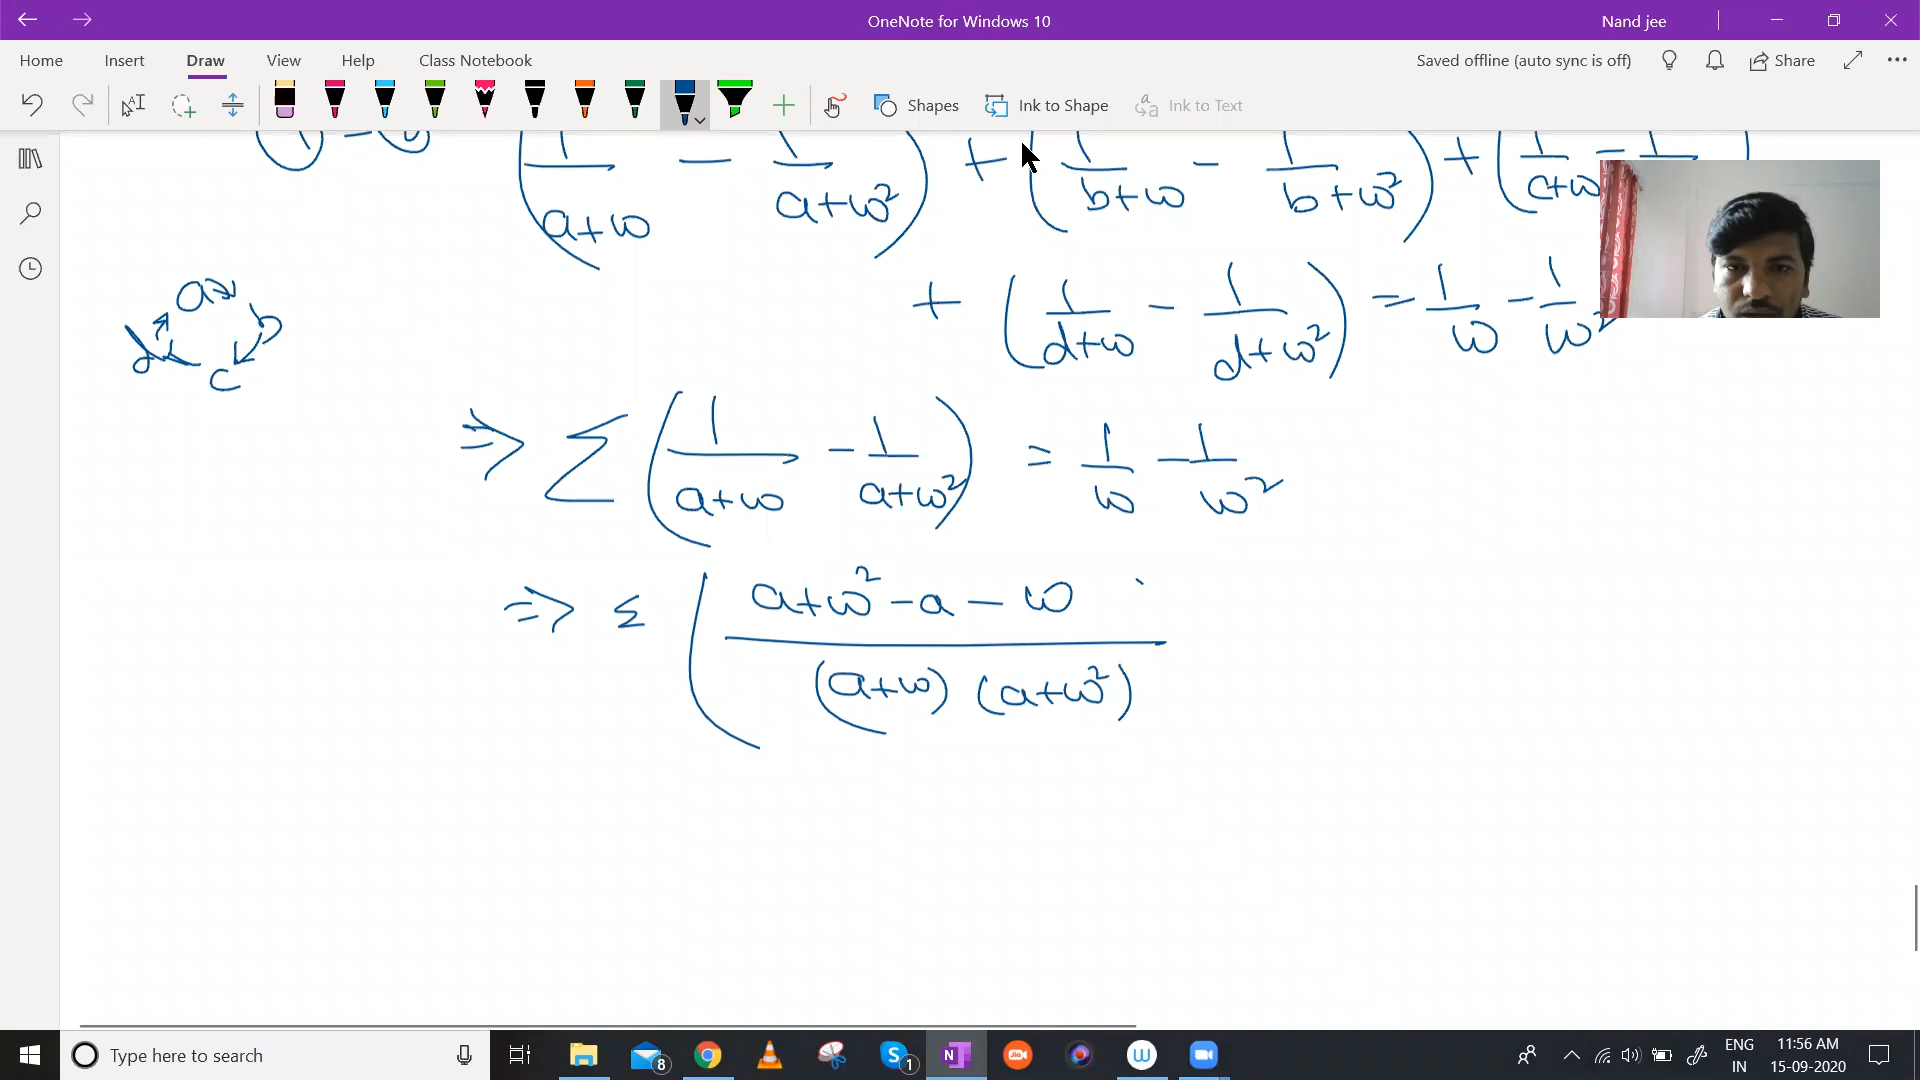 OneNote for Windows 10
Nand jee
Home Insert Draw View Help Class Notebook
Saved offline (auto sync is off) Share
Shapes Ink to Shape Ink to Text
1/(a+ω) - 1/(a+ω²)) + (1/(b+ω) - 1/(b+ω²)) + (1/(c+ω) - 1
a b c d
+ (1/(d+ω) - 1/(d+ω²)) = 1/ω - 1/ω²
⇒ Σ (1/(a+ω) - 1/(a+ω²)) = 1/ω - 1/ω²
⇒ Σ ( a+ω² - a - ω
(a+ω) (a+ω²)
Type here to search
8
1
ENG
IN
11:56 AM
15-09-2020